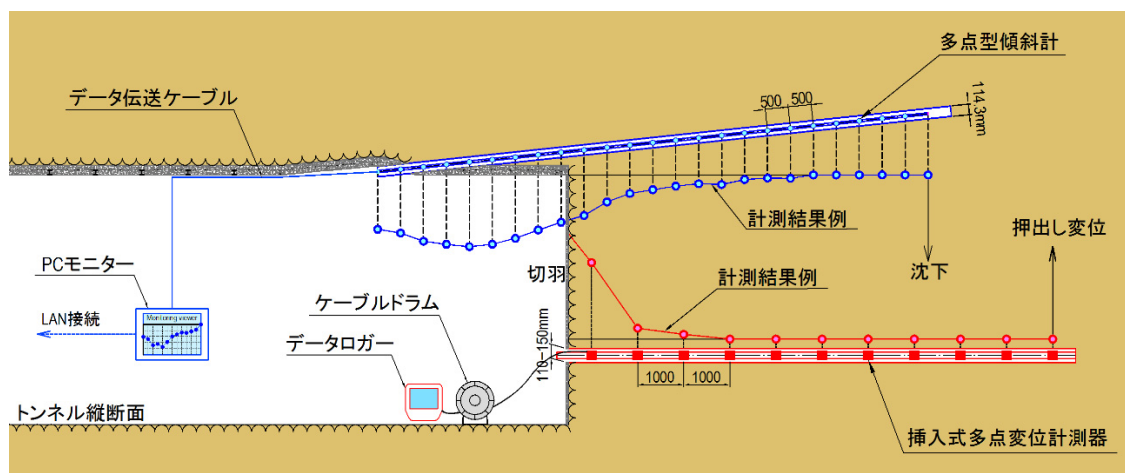 多点型傾斜計
データ伝送ケーブル
500
500
114.3mm
計測結果例
押出し変位
PCモニター
切羽
計測結果例
沈下
LAN接続
Monitoring viewer
ケーブルドラム
データロガー
110-150mm
1000
1000
トンネル縦断面
挿入式多点変位計測器